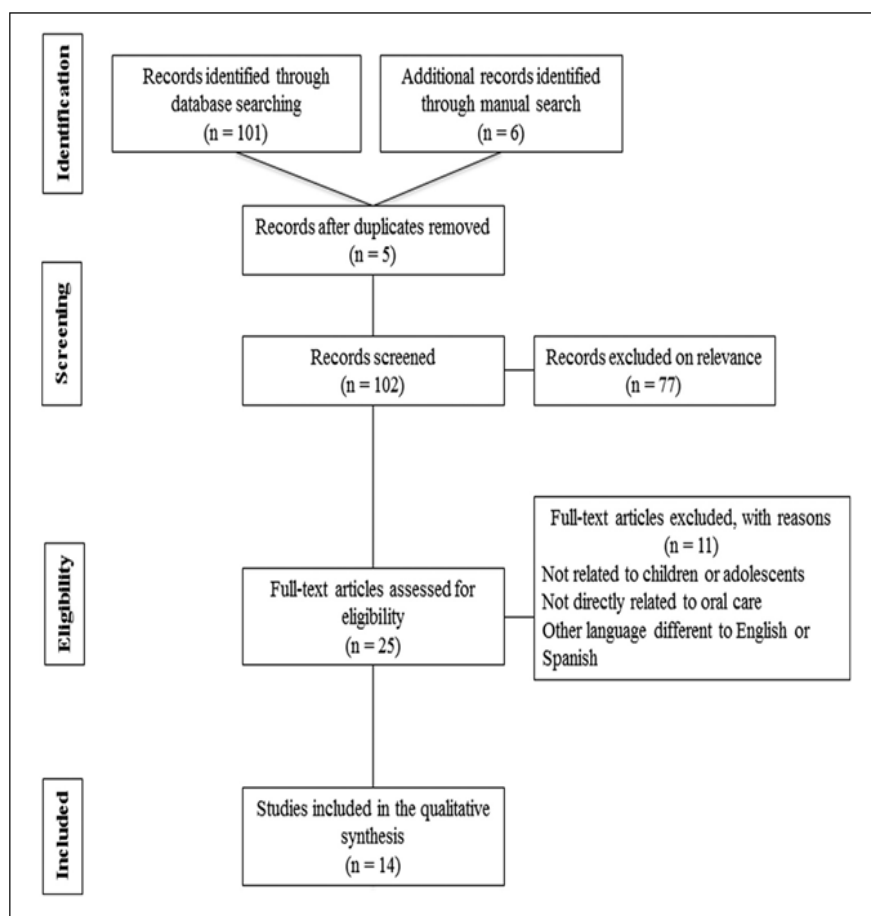 Identification
Records identified through
database searching
(n = 101)
Additional records identified
through manual search
(n = 6)
Records after duplicates removed
(n = 5)
Screening
Records screened
(n = 102)
Records excluded on relevance
(n = 77)
Eligibility
Full-text articles assessed for
eligibility
(n = 25)
Full-text articles excluded, with reasons
(n = 11)
Not related to children or adolescents
Not directly related to oral care
Other language different to English or
Spanish
Included
Studies included in the qualitative
synthesis
(n = 14)